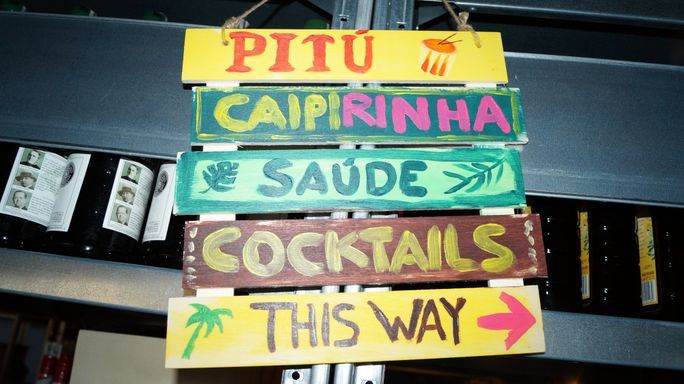 PITÚ
CAIPIRINHA
SAÚDE
COCKTAILS
THIS WAY